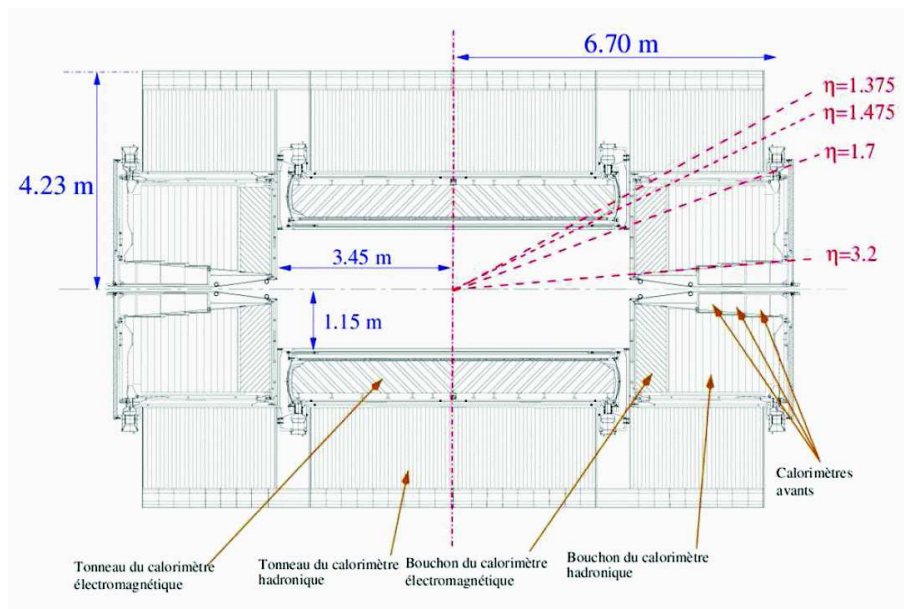 6.70 m
η=1.375
η=1.475
η=1.7
4.23 m
3.45 m
η=3.2
1.15 m
Calorimètres
avants
Tonneau du calorimètre
électromagnétique
Tonneau du calorimètre
hadronique
Bouchon du calorimètre
électromagnétique
Bouchon du calorimètre
hadronique